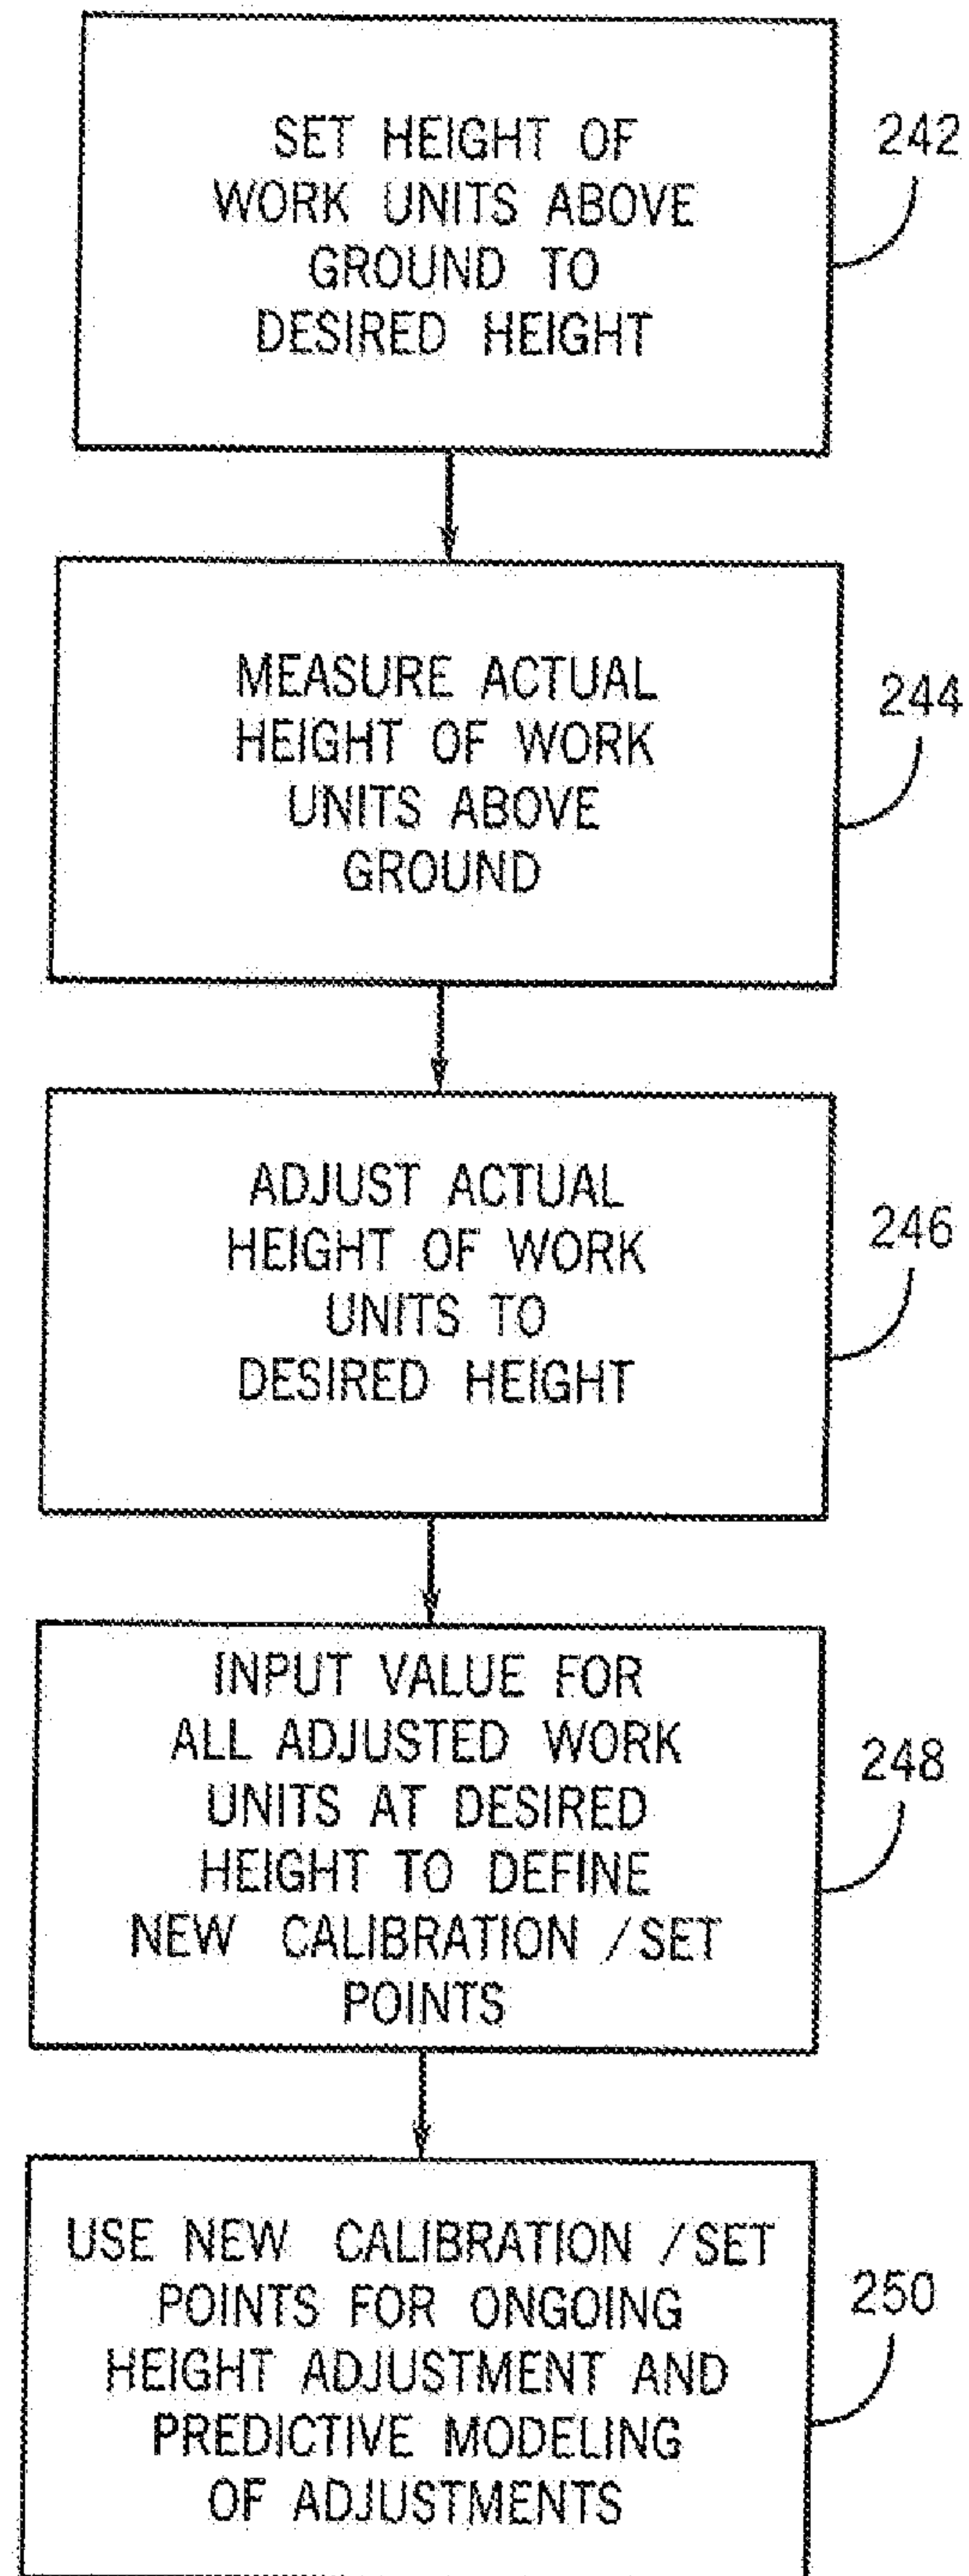 SET HEIGHT OF
WORK UNITS ABOVE
GROUND TO
DESIRED HEIGHT
242
MEASURE ACTUAL
HEIGHT OF WORK
UNITS ABOVE
GROUND
244
ADJUST ACTUAL
HEIGHT OF WORK
UNITS TO
DESIRED HEIGHT
246
INPUT VALUE FOR
ALL ADJUSTED WORK
UNITS AT DESIRED
HEIGHT TO DEFINE
NEW CALIBRATION /SET
POINTS
248
USE NEW CALIBRATION /SET
POINTS FOR ONGOING
HEIGHT ADJUSTMENT AND
PREDICTIVE MODELING
OF ADJUSTMENTS
250